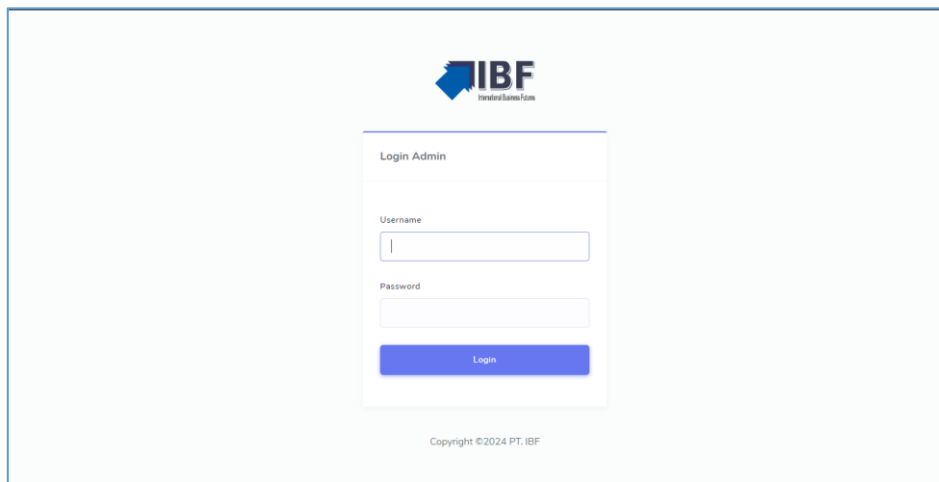 IBF
International Business Futures
Login Admin
Username
Password
Login
Copyright ©2024 PT. IBF